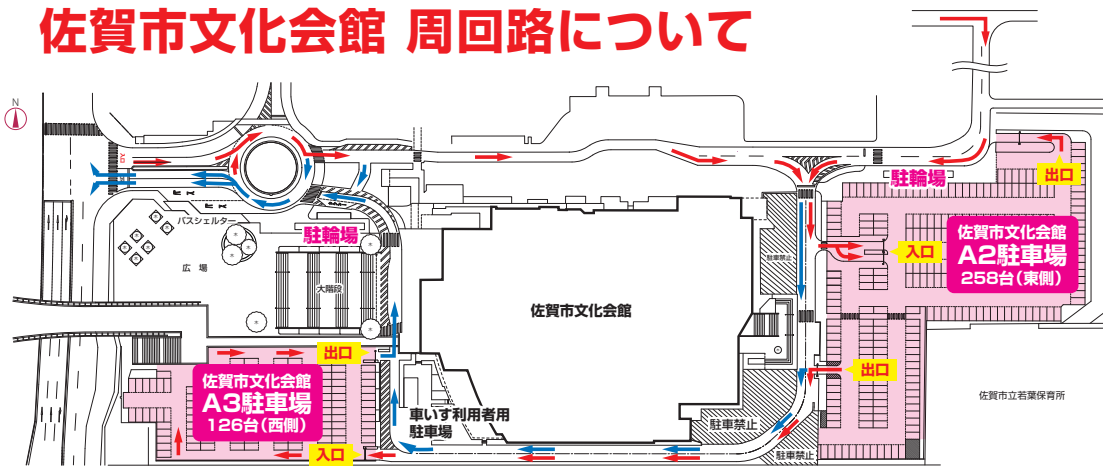 佐賀市文化会館 周回路について
N
入口
出口
駐輪場
バスシェルター
駐輪場
駐車禁止
入口
佐賀市文化会館
A2駐車場
258台(東側)
広 場
大階段
佐賀市文化会館
出口
出口
佐賀市文化会館
A3駐車場
126台(西側)
車いす利用者用
駐車場
佐賀市立若葉保育所
駐車禁止
入口
駐車禁止